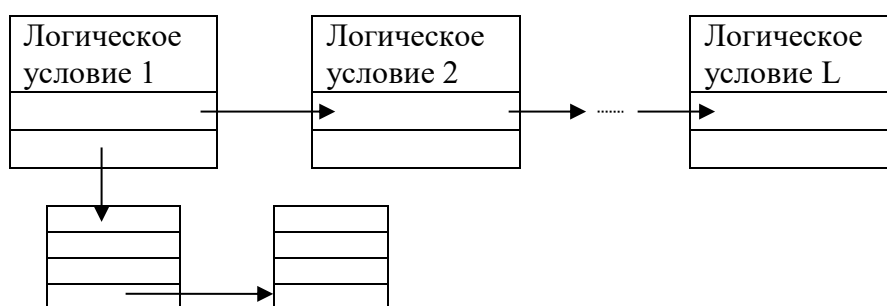 Логическое
условие 1
Логическое
условие 2
Логическое
условие L